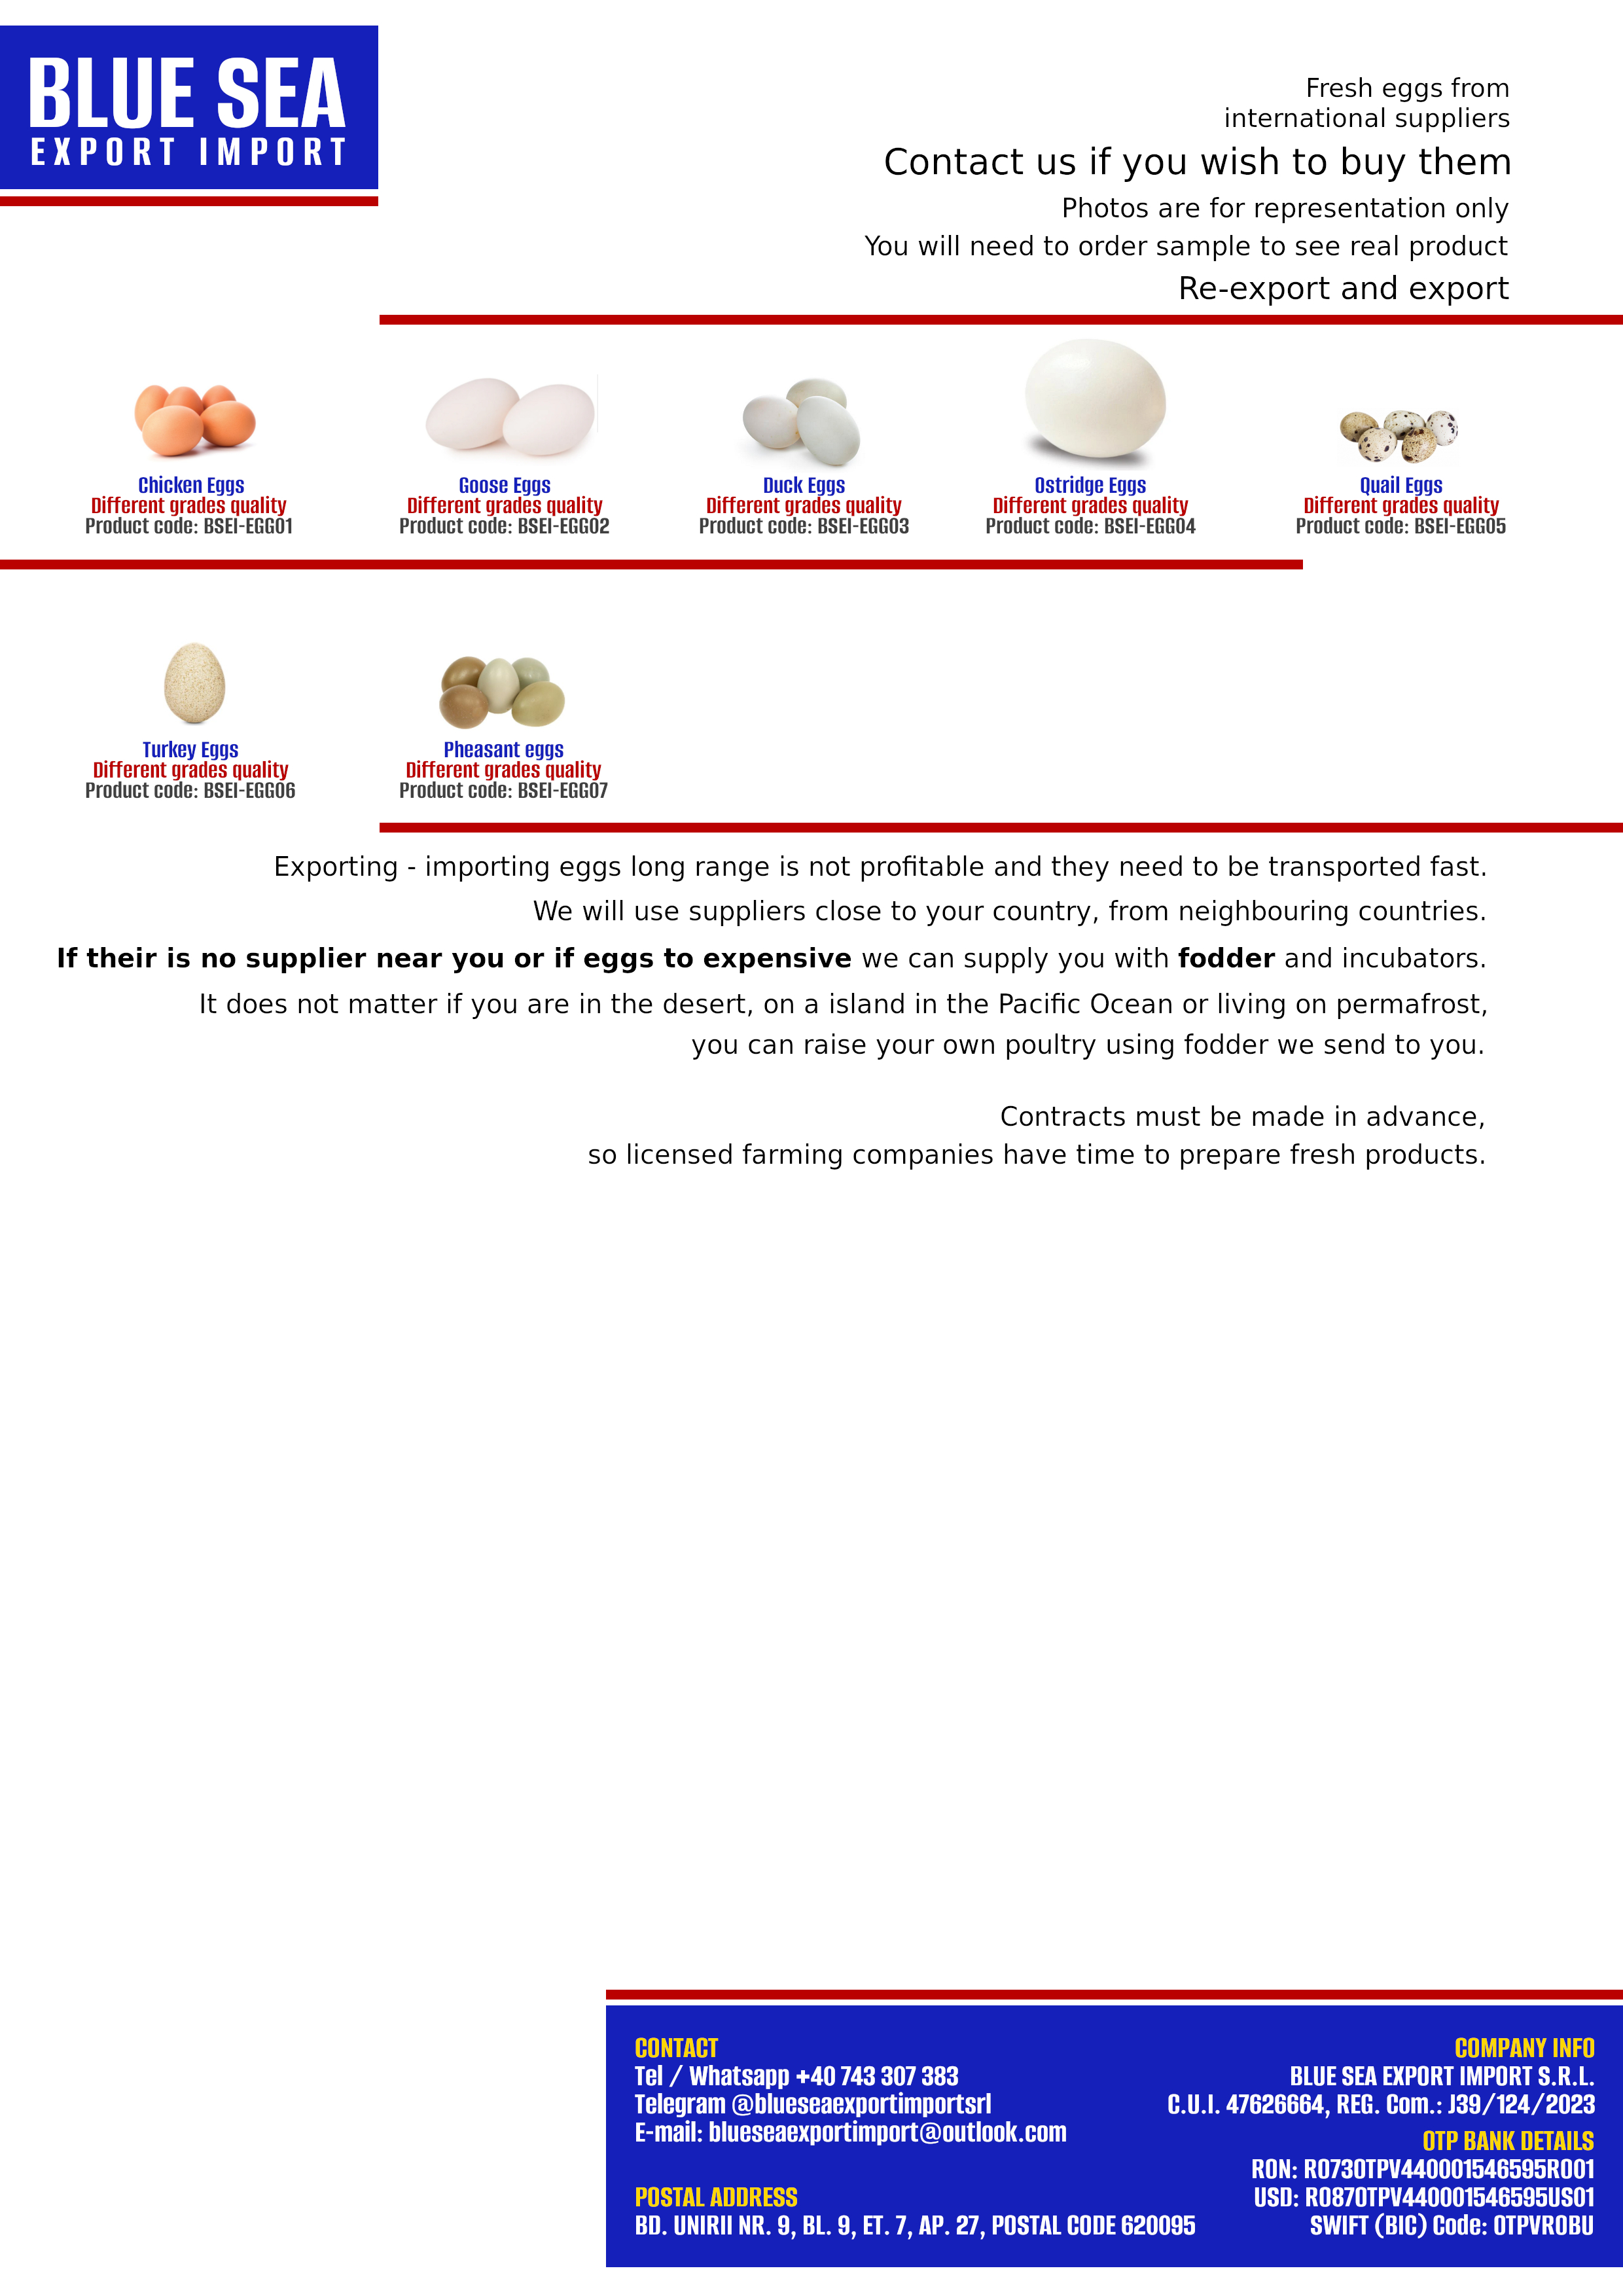 BLUE SEA
EXPORT IMPORT
Fresh eggs from
international suppliers
Contact us if you wish to buy them
Photos are for representation only
You will need to order sample to see real product
Re-export and export
Chicken Eggs
Different grades quality
Product code: BSEI-EGG01
Goose Eggs
Different grades quality
Product code: BSEI-EGG02
Duck Eggs
Different grades quality
Product code: BSEI-EGG03
Ostridge Eggs
Different grades quality
Product code: BSEI-EGG04
Quail Eggs
Different grades quality
Product code: BSEI-EGG05
Turkey Eggs
Different grades quality
Product code: BSEI-EGG06
Pheasant eggs
Different grades quality
Product code: BSEI-EGG07
Exporting - importing eggs long range is not profitable and they need to be transported fast.
We will use suppliers close to your country, from neighbouring countries.
If their is no supplier near you or if eggs to expensive we can supply you with fodder and incubators.
It does not matter if you are in the desert, on a island in the Pacific Ocean or living on permafrost,
you can raise your own poultry using fodder we send to you.
Contracts must be made in advance,
so licensed farming companies have time to prepare fresh products.
CONTACT
Tel / Whatsapp +40 743 307 383
Telegram @blueseaexportimportsrl
E-mail: blueseaexportimport@outlook.com
POSTAL ADDRESS
BD. UNIRII NR. 9, BL. 9, ET. 7, AP. 27, POSTAL CODE 620095
COMPANY INFO
BLUE SEA EXPORT IMPORT S.R.L.
C.U.I. 47626664, REG. Com.: J39/124/2023
OTP BANK DETAILS
RON: RO73OTPV440001546595RO01
USD: RO87OTPV440001546595US01
SWIFT (BIC) Code: OTPVROBU